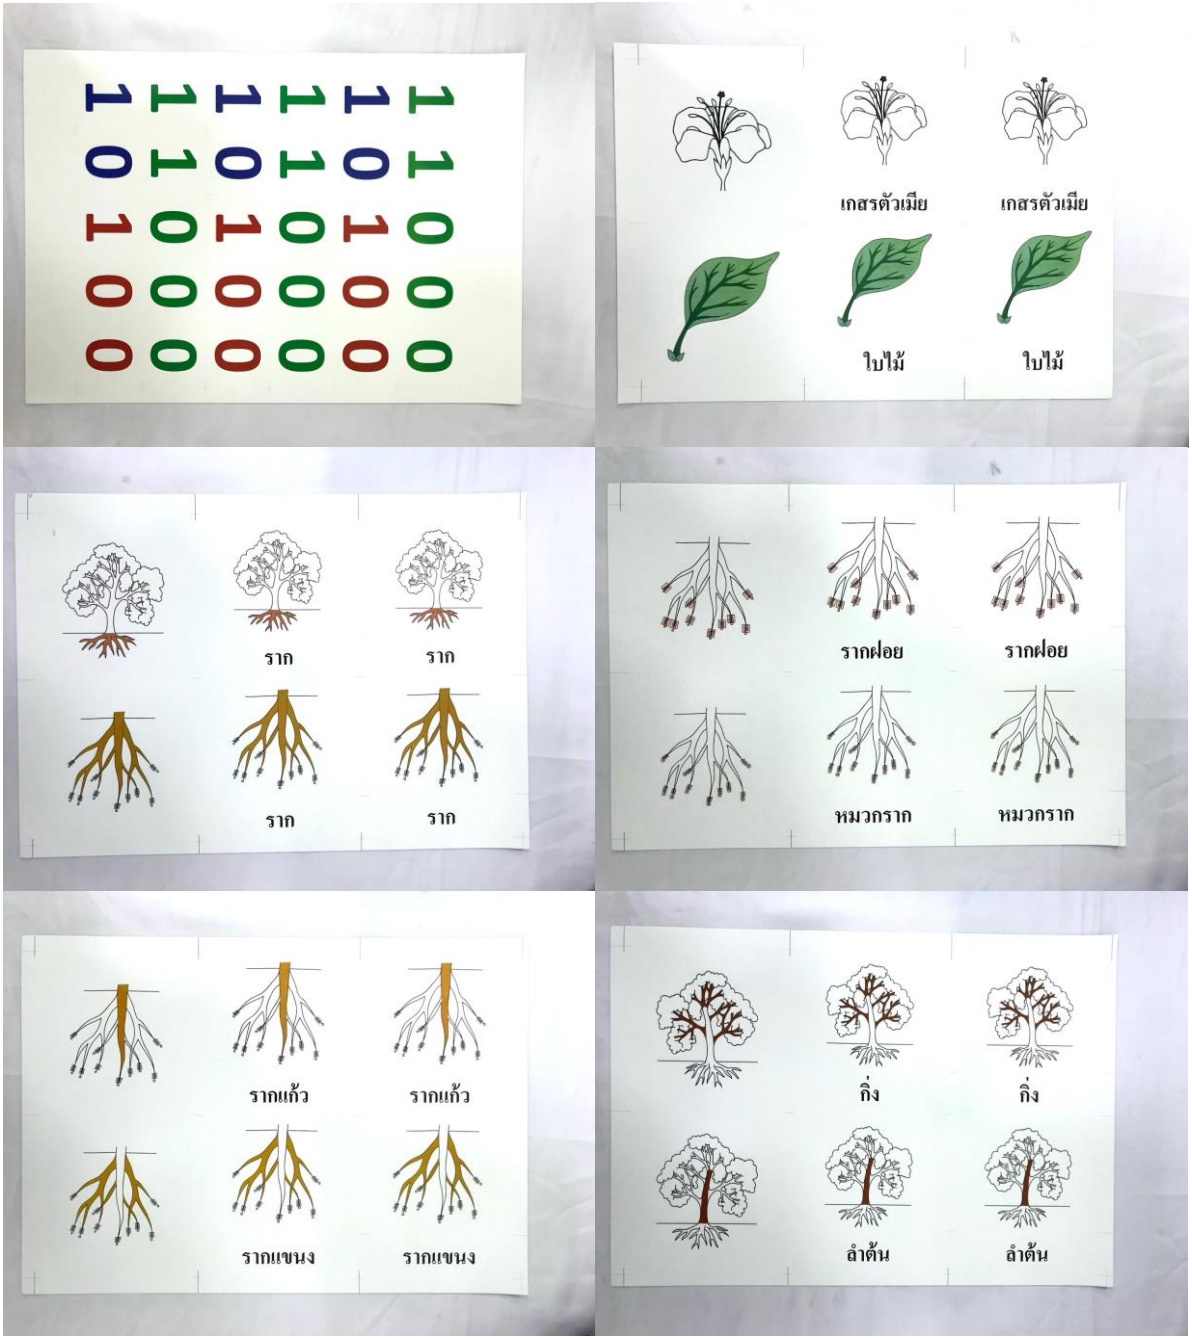 1 1 1 1 1 1
0 1 0 1 0 1
1 0 1 0 1 0
0 0 0 0 0 0
0 0 0 0 0 0
เกสรตัวเมีย เกสรตัวเมีย
ใบไม้ ใบไม้
ราก ราก
ราก ราก
รากฝอย รากฝอย
หมวกราก หมวกราก
รากแก้ว รากแก้ว
รากแขนง รากแขนง
กิ่ง กิ่ง
ลำต้น ลำต้น